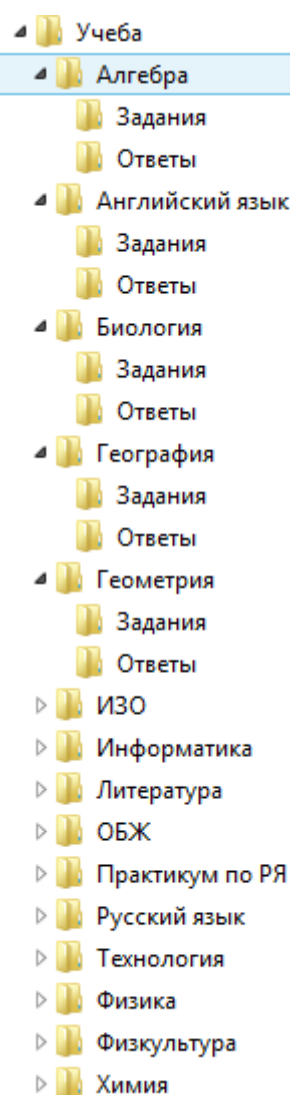 Учеба
Алгебра
Задания
Ответы
Английский язык
Задания
Ответы
Биология
Задания
Ответы
География
Задания
Ответы
Геометрия
Задания
Ответы
ИЗО
Информатика
Литература
ОБЖ
Практикум по РЯ
Русский язык
Технология
Физика
Физкультура
Химия